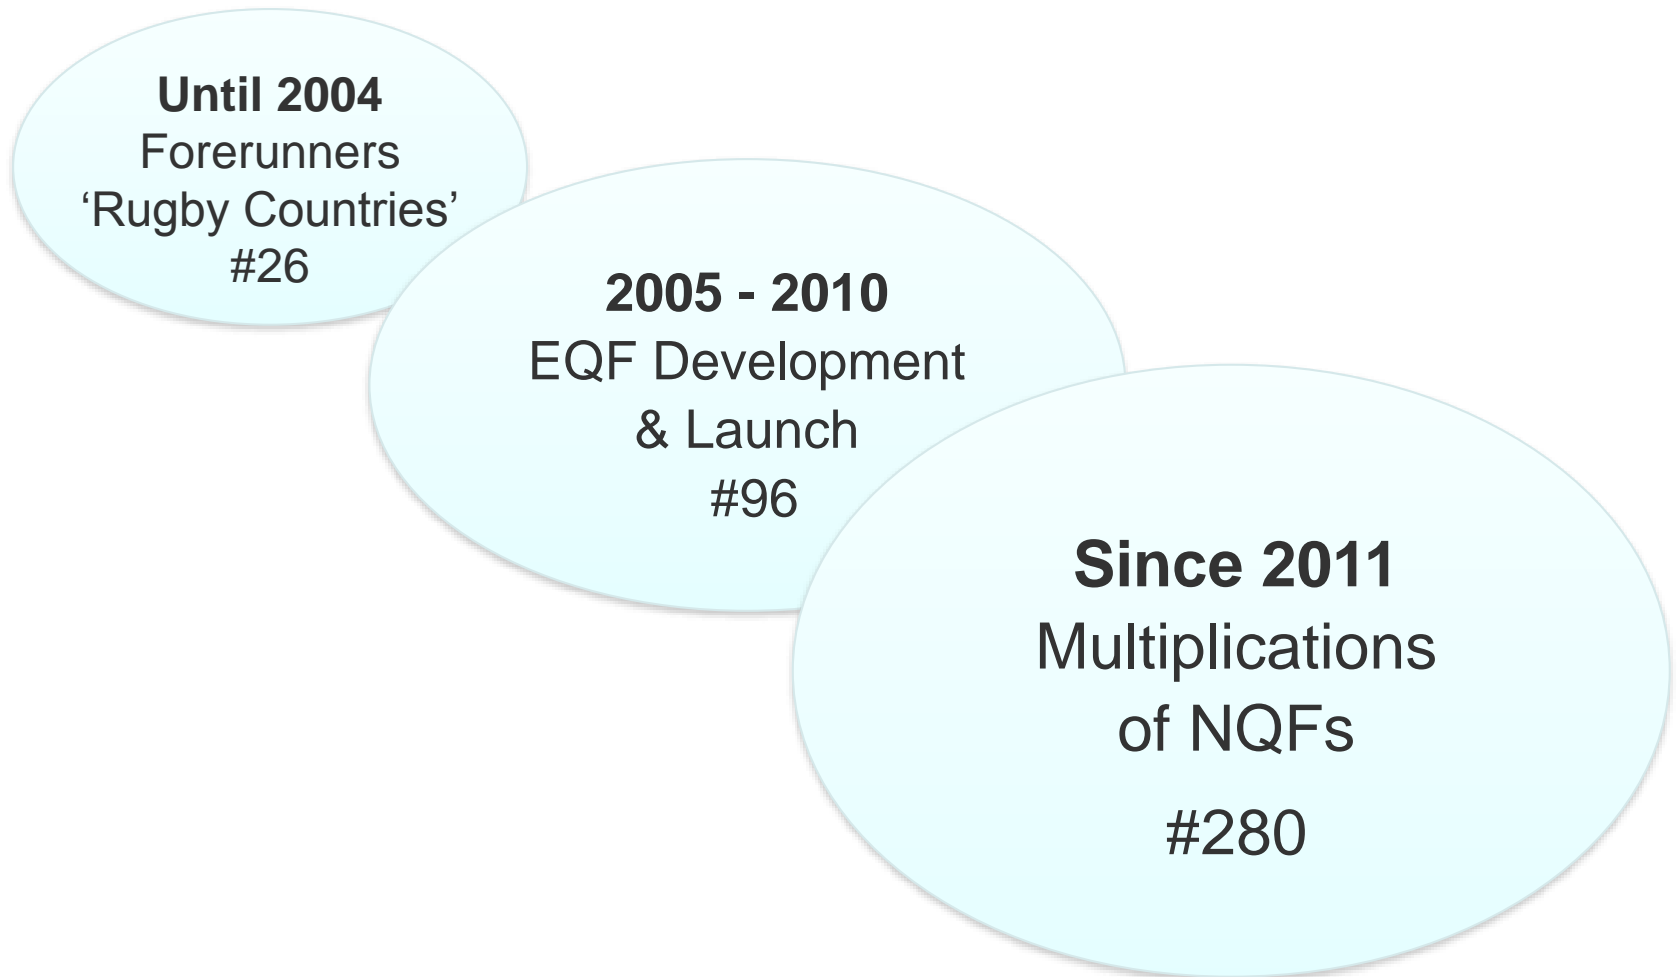 Until 2004
Forerunners
‘Rugby Countries’
#26
2005 - 2010
EQF Development
& Launch
#96
Since 2011
Multiplications
of NQFs
#280